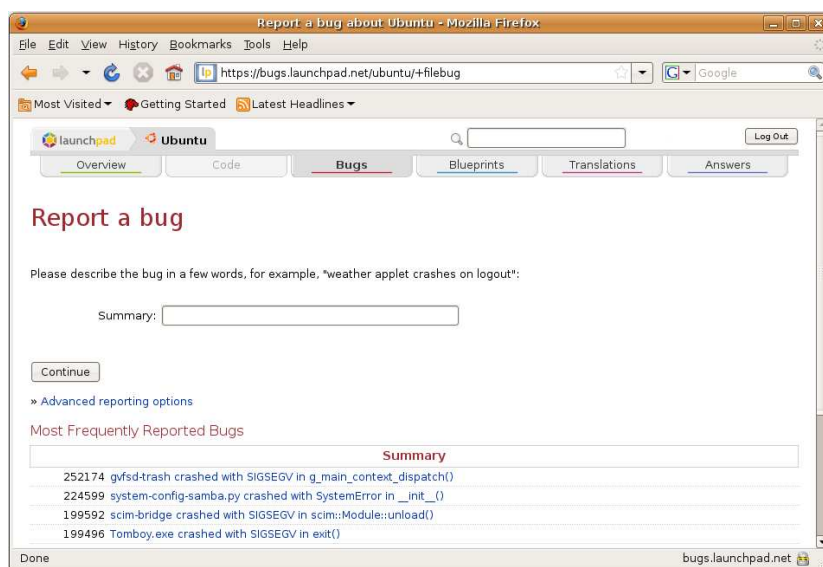 Report a bug about Ubuntu - Mozilla Firefox
File Edit View History Bookmarks Tools Help
lp https://bugs.launchpad.net/ubuntu/+filebug G Google
Most Visited Getting Started Latest Headlines
launchpad Ubuntu Log Out
Overview Code Bugs Blueprints Translations Answers
Report a bug
Please describe the bug in a few words, for example, "weather applet crashes on logout":
Summary:
Continue
» Advanced reporting options
Most Frequently Reported Bugs
Summary
252174 gvfsd-trash crashed with SIGSEGV in g_main_context_dispatch()
224599 system-config-samba.py crashed with SystemError in __init__()
199592 scim-bridge crashed with SIGSEGV in scim::Module::unload()
199496 Tomboy.exe crashed with SIGSEGV in exit()
Done bugs.launchpad.net